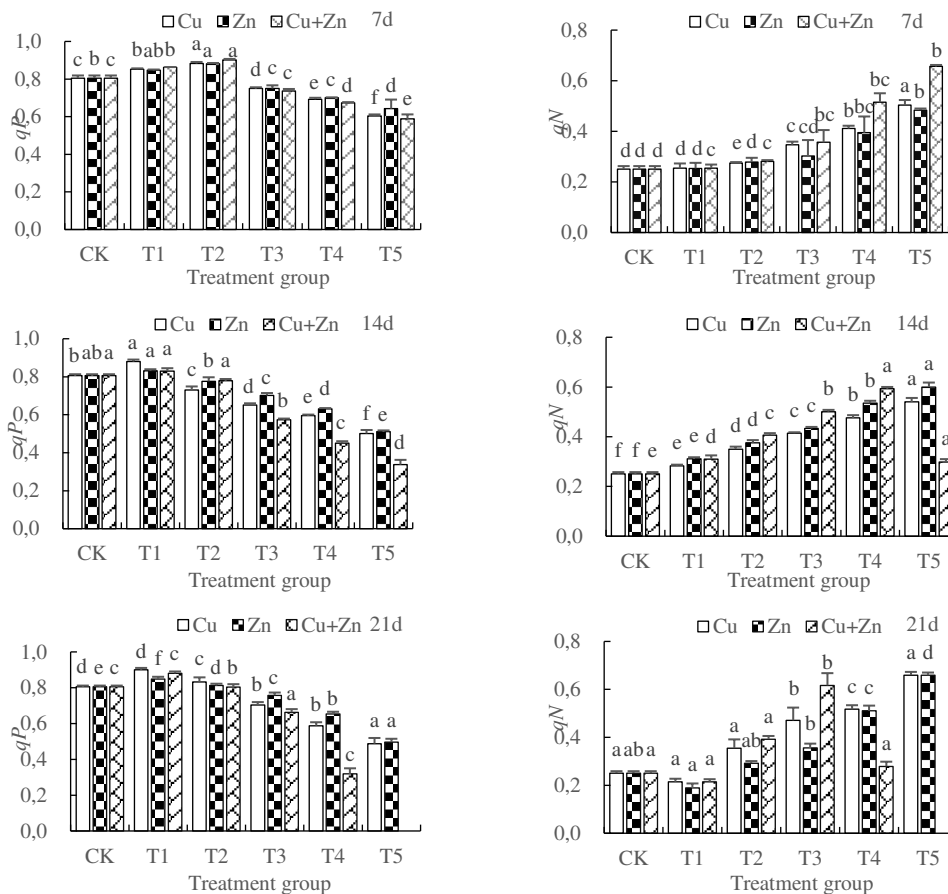 Cu Zn Cu+Zn 7d
1,0
0,8
0,6
0,4
0,2
0,0
qP
c b c b ab b a a a d c c e c d f d e
CK T1 T2 T3 T4 T5
Treatment group
Cu Zn Cu+Zn 7d
0,8
0,6
0,4
0,2
0,0
qN
d d d d d c e d c c cd bc b bc bc a b b
CK T1 T2 T3 T4 T5
Treatment group
Cu Zn Cu+Zn 14d
1,0
0,8
0,6
0,4
0,2
0,0
qP
b ab a a a a c b a d c b e d c f f d
CK T1 T2 T3 T4 T5
Treatment group
Cu Zn Cu+Zn 14d
0,8
0,6
0,4
0,2
0,0
qN
f f e e e d d d c c c b b b a a a a
CK T1 T2 T3 T4 T5
Treatment group
Cu Zn Cu+Zn 21d
1,0
0,8
0,6
0,4
0,2
0,0
qP
d e c d f c c d b b c a b b c a a
CK T1 T2 T3 T4 T5
Treatment group
Cu Zn Cu+Zn 21d
0,8
0,6
0,4
0,2
0,0
qN
a ab a a a a a ab a b b b c c a a d
CK T1 T2 T3 T4 T5
Treatment group